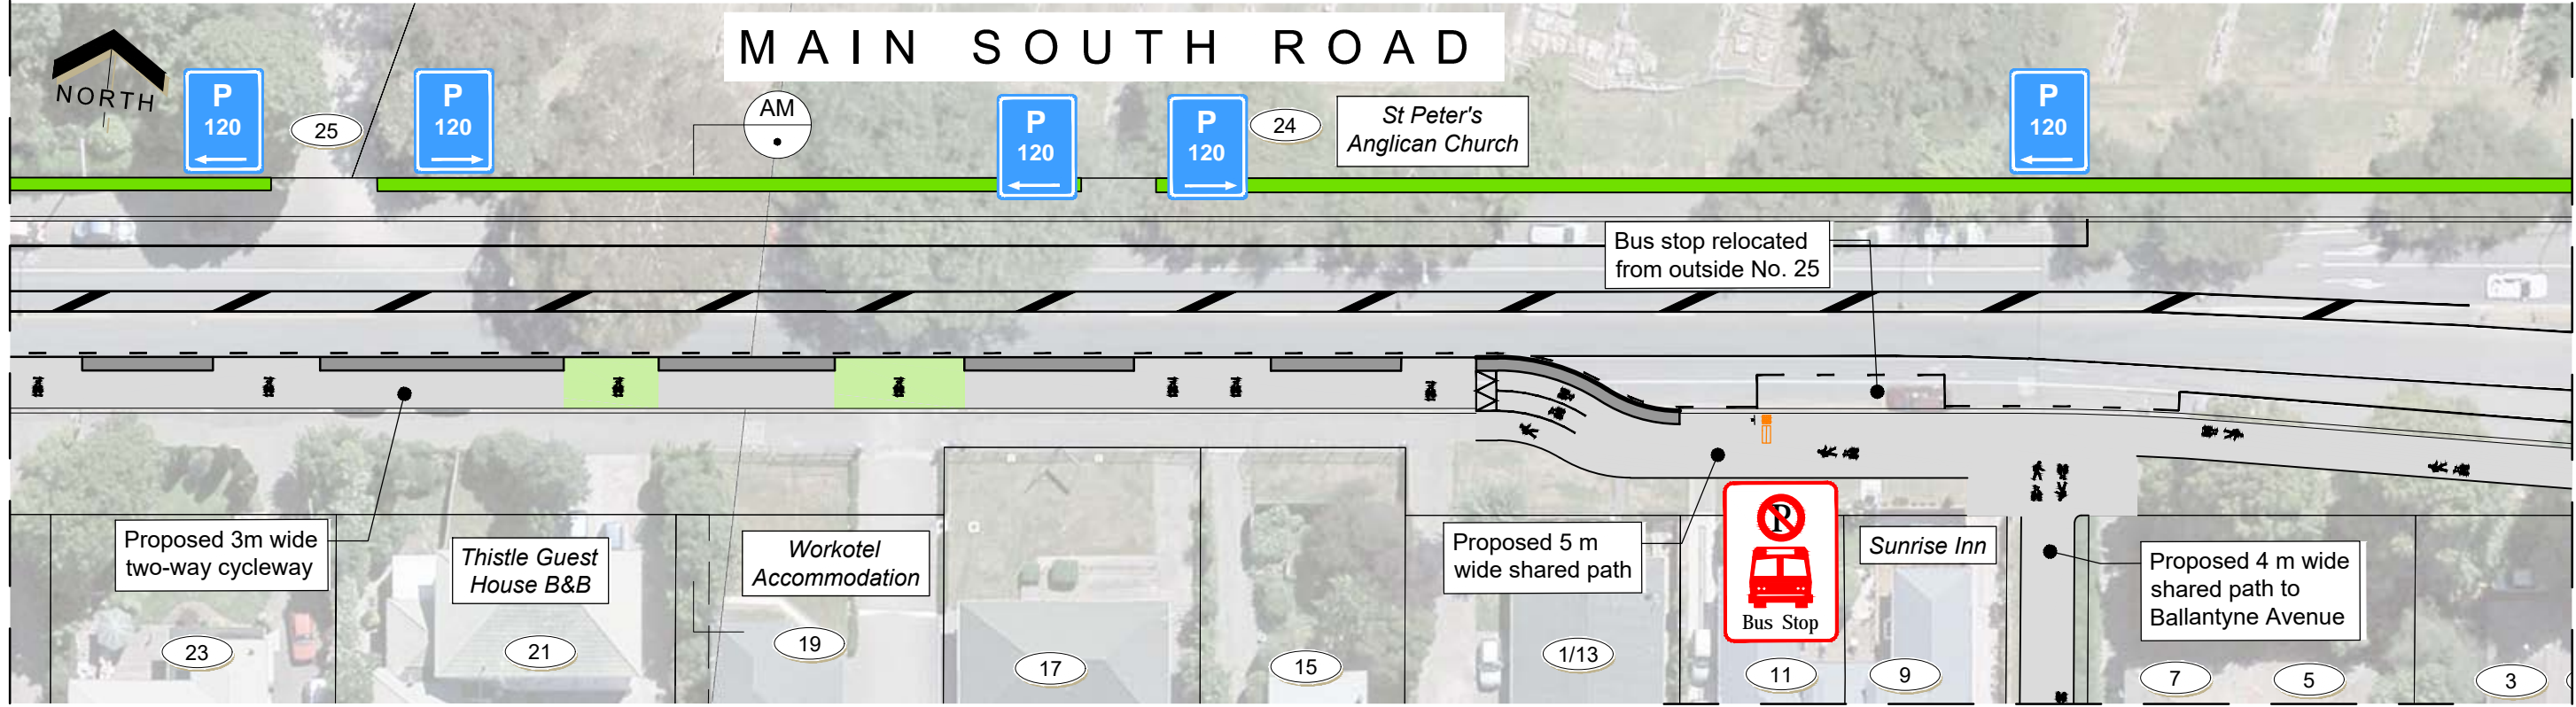 MAIN SOUTH ROAD
NORTH
P
120
25
P
120
AM
P
120
P
120
24
St Peter's
Anglican Church
P
120
Bus stop relocated
from outside No. 25
Proposed 3m wide
two-way cycleway
Thistle Guest
House B&B
Workotel
Accommodation
Proposed 5 m
wide shared path
P
Bus Stop
Sunrise Inn
Proposed 4 m wide
shared path to
Ballantyne Avenue
23
21
19
17
15
1/13
11
9
7
5
3